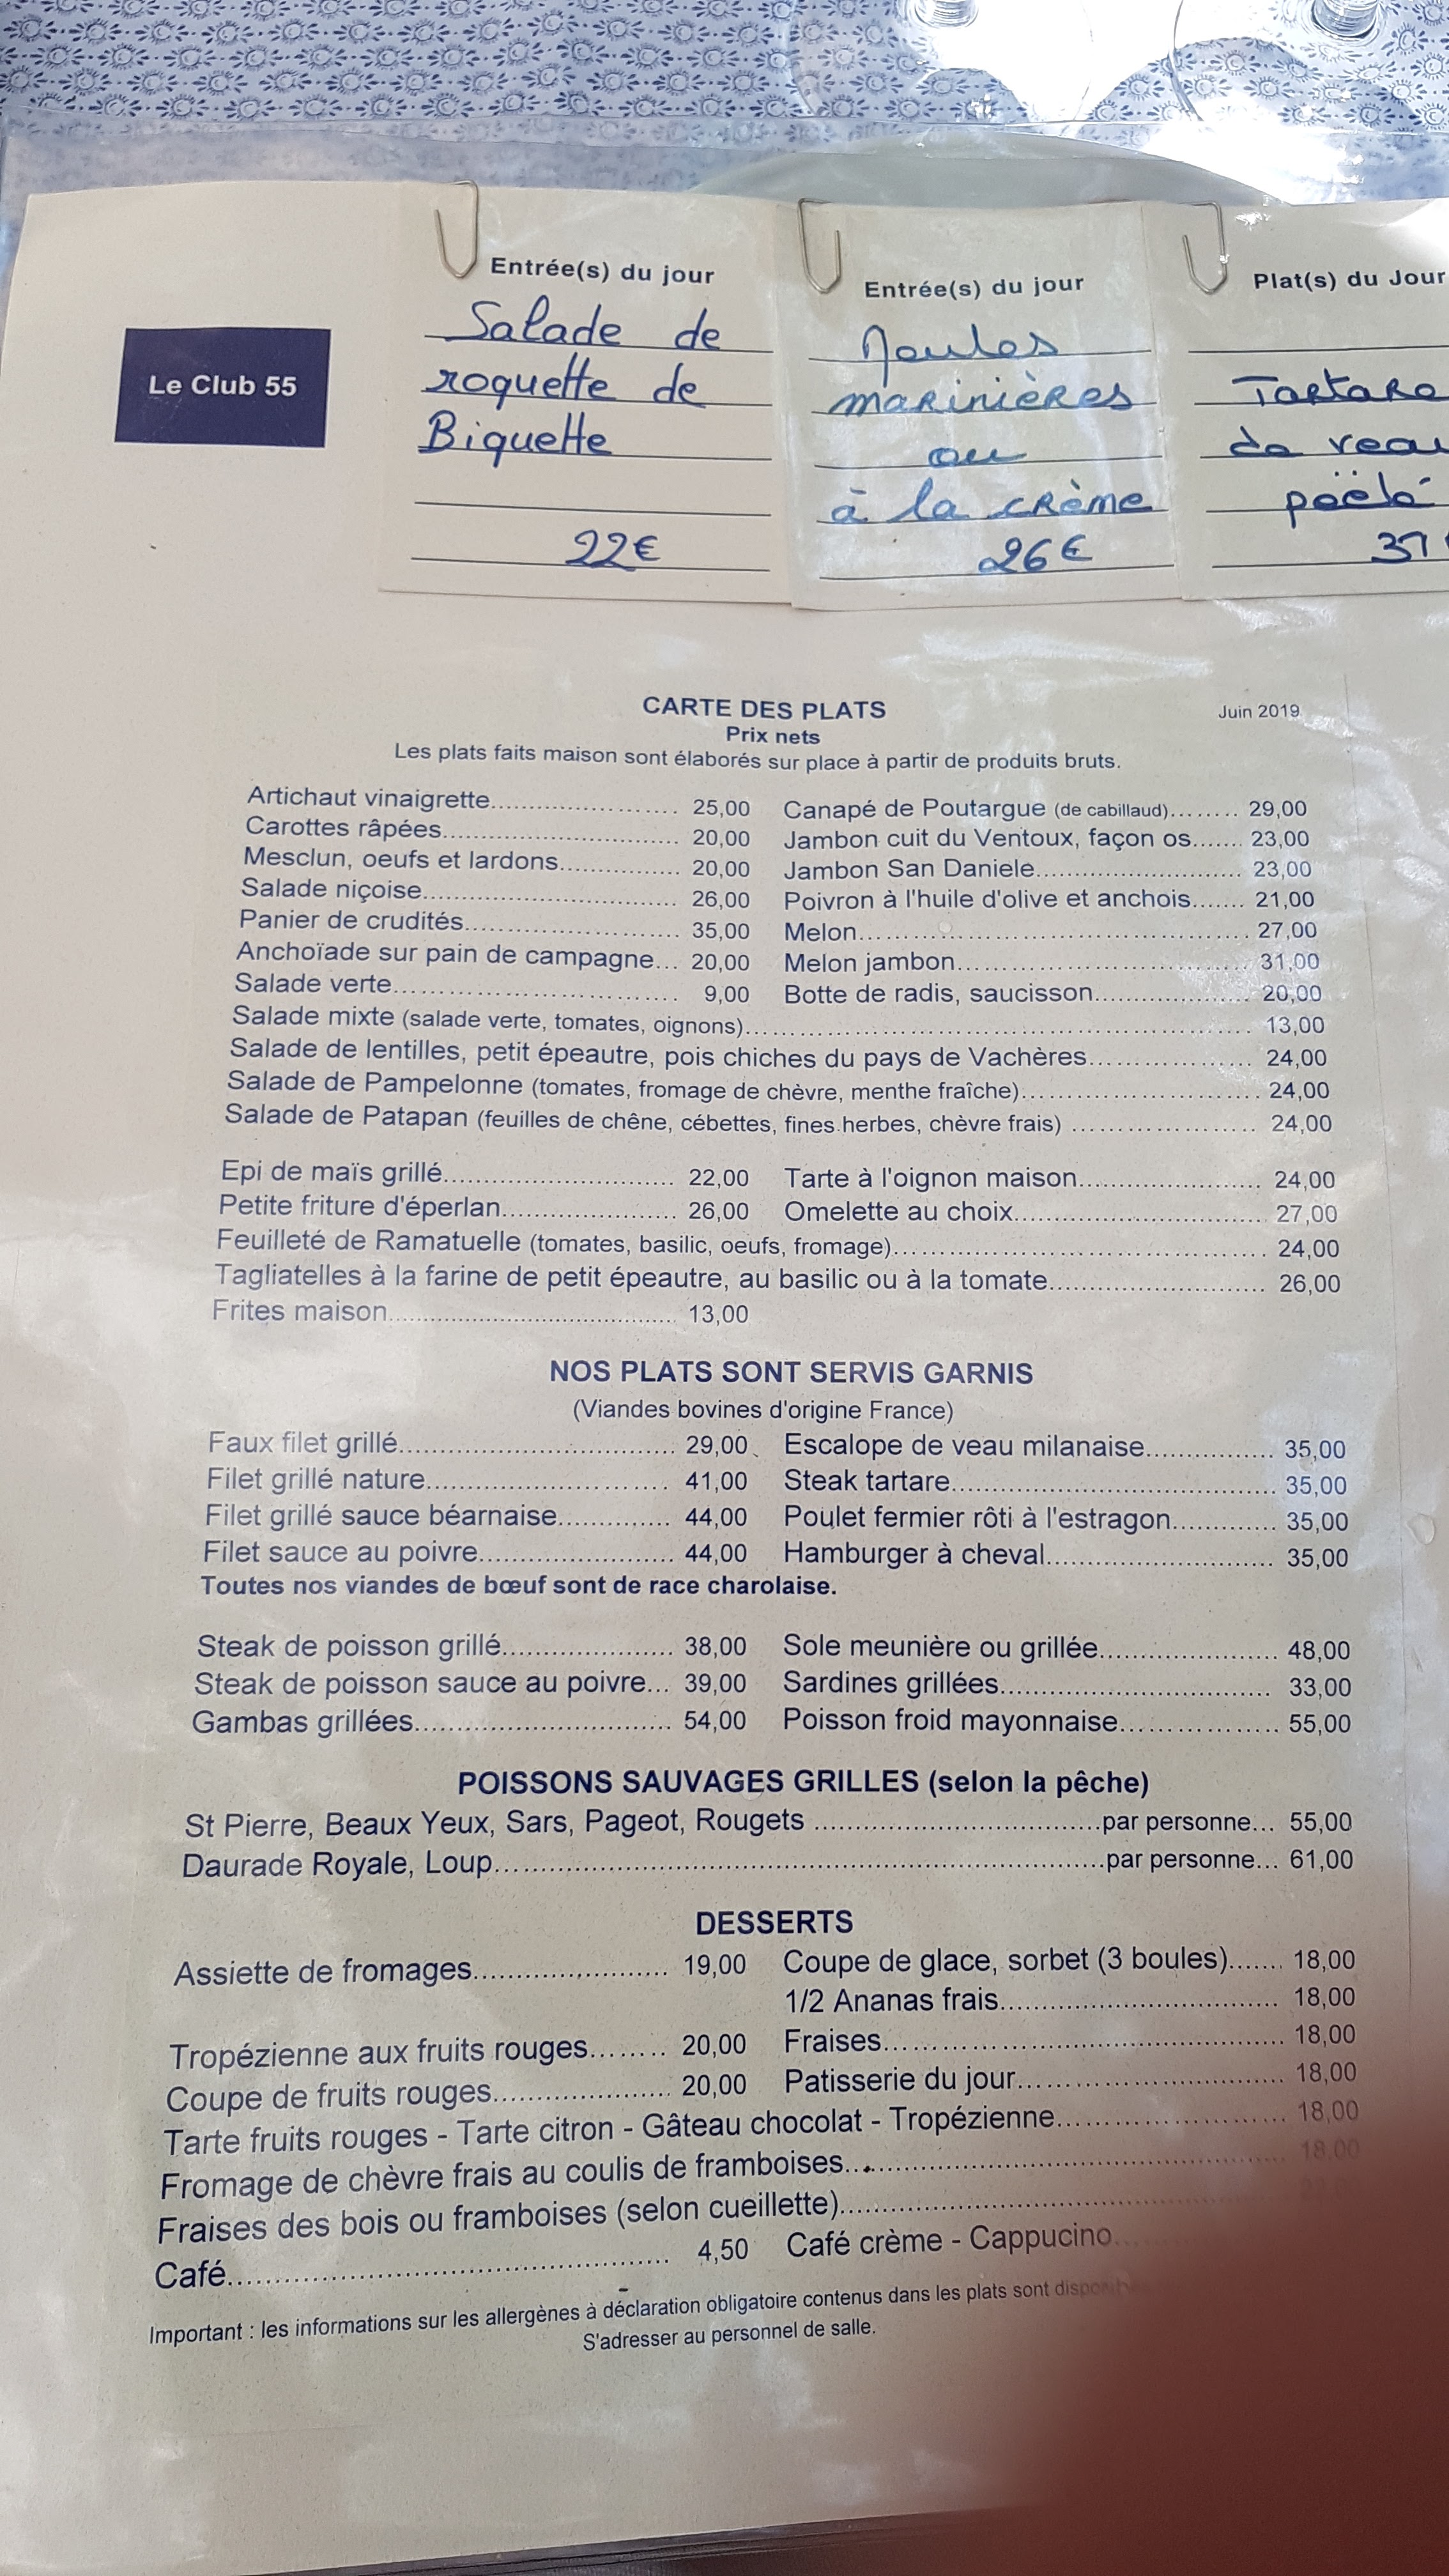 Le Club 55
Entrée(s) du jour
Salade de
roquette de
Biquette
22€
Entrée(s) du jour
Moules
marinières
ou
à la crème
26€
Plat(s) du Jour
Tartare
de veau
poëlé
37
CARTE DES PLATS
Juin 2019
Prix nets
Les plats faits maison sont élaborés sur place à partir de produits bruts.
Artichaut vinaigrette.......................... 25,00 Canapé de Poutargue (de cabillaud)........ 29,00
Carottes râpées................................. 20,00 Jambon cuit du Ventoux, façon os....... 23,00
Mesclun, oeufs et lardons................. 20,00 Jambon San Daniele............................ 23,00
Salade niçoise.................................... 26,00 Poivron à l'huile d'olive et anchois....... 21,00
Panier de crudités.............................. 35,00 Melon...................................................... 27,00
Anchoïade sur pain de campagne... 20,00 Melon jambon........................................ 31,00
Salade verte........................................ 9,00 Botte de radis, saucisson...................... 20,00
Salade mixte (salade verte, tomates, oignons)........................................................ 13,00
Salade de lentilles, petit épeautre, pois chiches du pays de Vachères.................. 24,00
Salade de Pampelonne (tomates, fromage de chèvre, menthe fraîche)........................... 24,00
Salade de Patapan (feuilles de chêne, cébettes, fines herbes, chèvre frais) ..................... 24,00
Epi de maïs grillé................................ 22,00 Tarte à l'oignon maison........................ 24,00
Petite friture d'éperlan........................ 26,00 Omelette au choix................................. 27,00
Feuilleté de Ramatuelle (tomates, basilic, oeufs, fromage)............................................ 24,00
Tagliatelles à la farine de petit épeautre, au basilic ou à la tomate............................ 26,00
Frites maison....................................... 13,00
NOS PLATS SONT SERVIS GARNIS
(Viandes bovines d'origine France)
Faux filet grillé..................................... 29,00 Escalope de veau milanaise................ 35,00
Filet grillé nature................................. 41,00 Steak tartare......................................... 35,00
Filet grillé sauce béarnaise............... 44,00 Poulet fermier rôti à l'estragon............. 35,00
Filet sauce au poivre.......................... 44,00 Hamburger à cheval............................. 35,00
Toutes nos viandes de bœuf sont de race charolaise.
Steak de poisson grillé...................... 38,00 Sole meunière ou grillée...................... 48,00
Steak de poisson sauce au poivre... 39,00 Sardines grillées................................... 33,00
Gambas grillées................................. 54,00 Poisson froid mayonnaise.................... 55,00
POISSONS SAUVAGES GRILLES (selon la pêche)
St Pierre, Beaux Yeux, Sars, Pageot, Rougets ....................................par personne... 55,00
Daurade Royale, Loup.............................................................................par personne... 61,00
DESSERTS
Assiette de fromages......................... 19,00 Coupe de glace, sorbet (3 boules)....... 18,00
1/2 Ananas frais.................................... 18,00
Tropézienne aux fruits rouges........ 20,00 Fraises................................................... 18,00
Coupe de fruits rouges...................... 20,00 Patisserie du jour.................................. 18,00
Tarte fruits rouges - Tarte citron - Gâteau chocolat - Tropézienne............................ 18,00
Fromage de chèvre frais au coulis de framboises...................................................... 18,00
Fraises des bois ou framboises (selon cueillette)..........................................
Café...................................................... 4,50 Café crème - Cappucino...
Important : les informations sur les allergènes à déclaration obligatoire contenus dans les plats sont
S'adresser au personnel de salle.